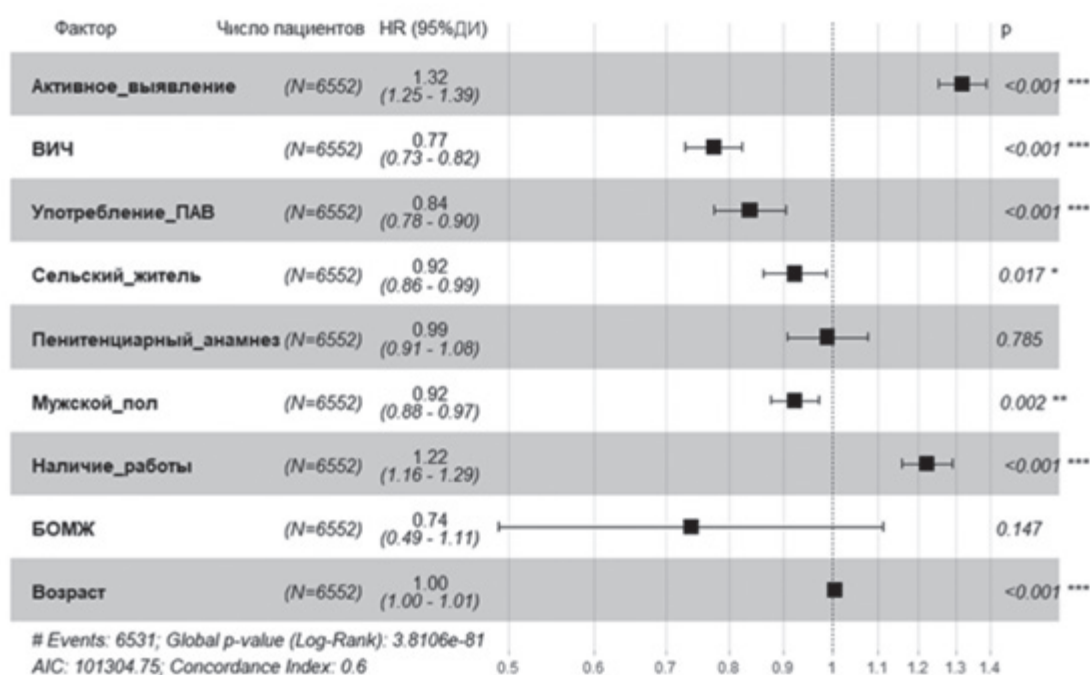 Фактор Число пациентов HR (95%ДИ) p
Активное_выявление (N=6552) 1.32 (1.25 - 1.39) <0.001 ***
ВИЧ (N=6552) 0.77 (0.73 - 0.82) <0.001 ***
Употребление_ПАВ (N=6552) 0.84 (0.78 - 0.90) <0.001 ***
Сельский_житель (N=6552) 0.92 (0.86 - 0.99) 0.017 *
Пенитенциарный_анамнез (N=6552) 0.99 (0.91 - 1.08) 0.785
Мужской_пол (N=6552) 0.92 (0.88 - 0.97) 0.002 **
Наличие_работы (N=6552) 1.22 (1.16 - 1.29) <0.001 ***
БОМЖ (N=6552) 0.74 (0.49 - 1.11) 0.147
Возраст (N=6552) 1.00 (1.00 - 1.01) <0.001 ***
# Events: 6531; Global p-value (Log-Rank): 3.8106e-81
AIC: 101304.75; Concordance Index: 0.6
0.5 0.6 0.7 0.8 0.9 1 1.1 1.2 1.3 1.4